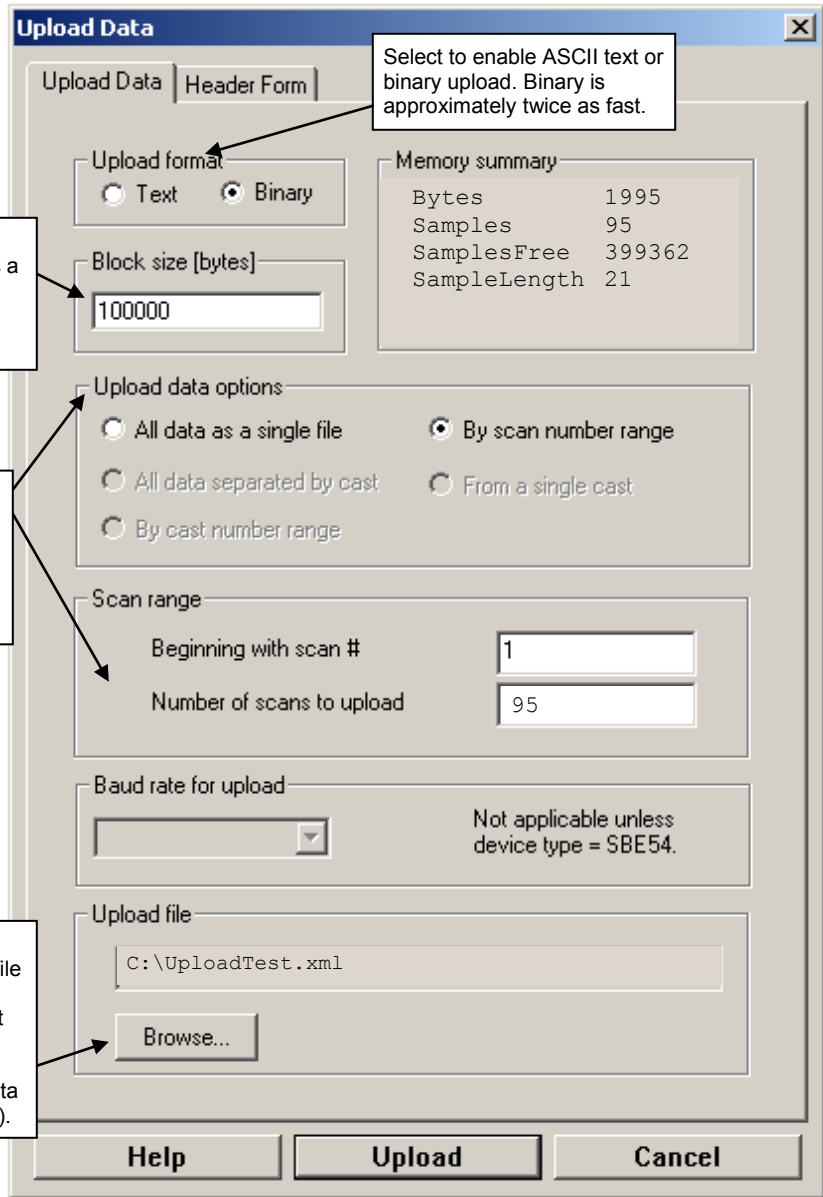 Upload Data
Select to enable ASCII text or
binary upload. Binary is
approximately twice as fast.
Upload Data Header Form
Upload format
Text Binary
Memory summary
Bytes 1995
Samples 95
SamplesFree 399362
SampleLength 21
a
Block size [bytes]
100000
Upload data options
All data as a single file
By scan number range
All data separated by cast
From a single cast
By cast number range
Scan range
Beginning with scan # 1
Number of scans to upload 95
Baud rate for upload
Not applicable unless
device type = SBE54.
Upload file
C:\UploadTest.xml
Browse...
).
Help Upload Cancel